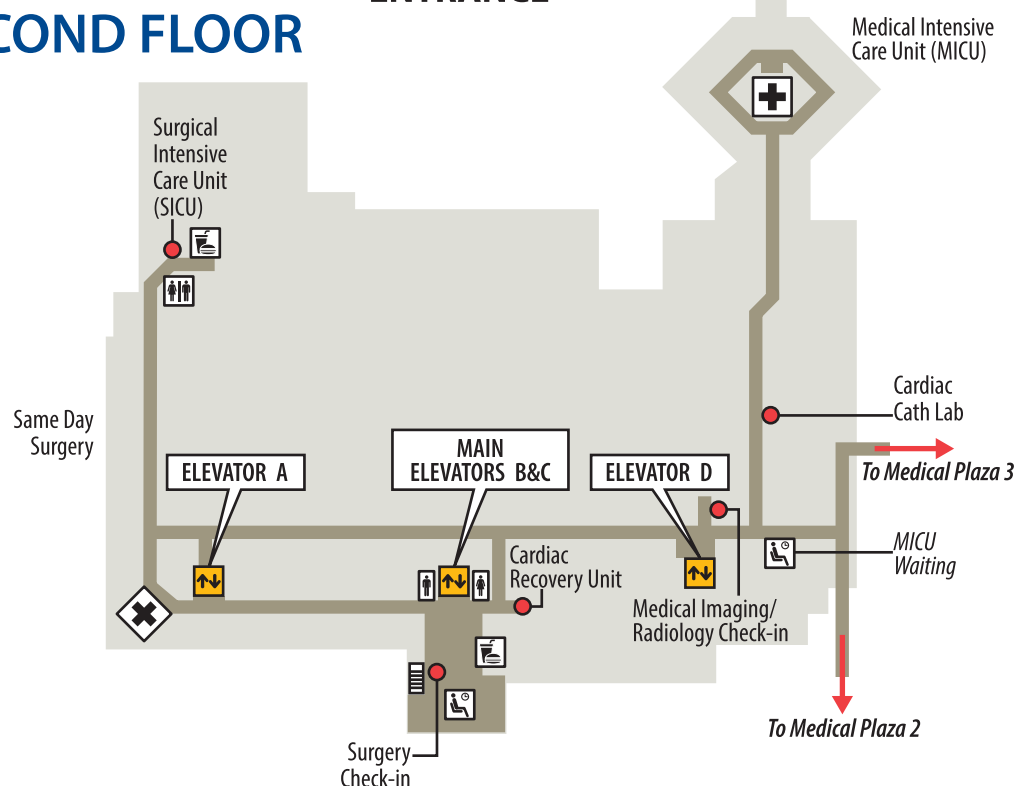 ENTRANCE
COND FLOOR
Medical Intensive
Care Unit (MICU)
Surgical
Intensive
Care Unit
(SICU)
Cardiac
Cath Lab
Same Day
Surgery
MAIN
ELEVATORS B&C
ELEVATOR A
ELEVATOR D
To Medical Plaza 3
MICU
Waiting
Cardiac
Recovery Unit
Medical Imaging/
Radiology Check-in
To Medical Plaza 2
Surgery
Check-in